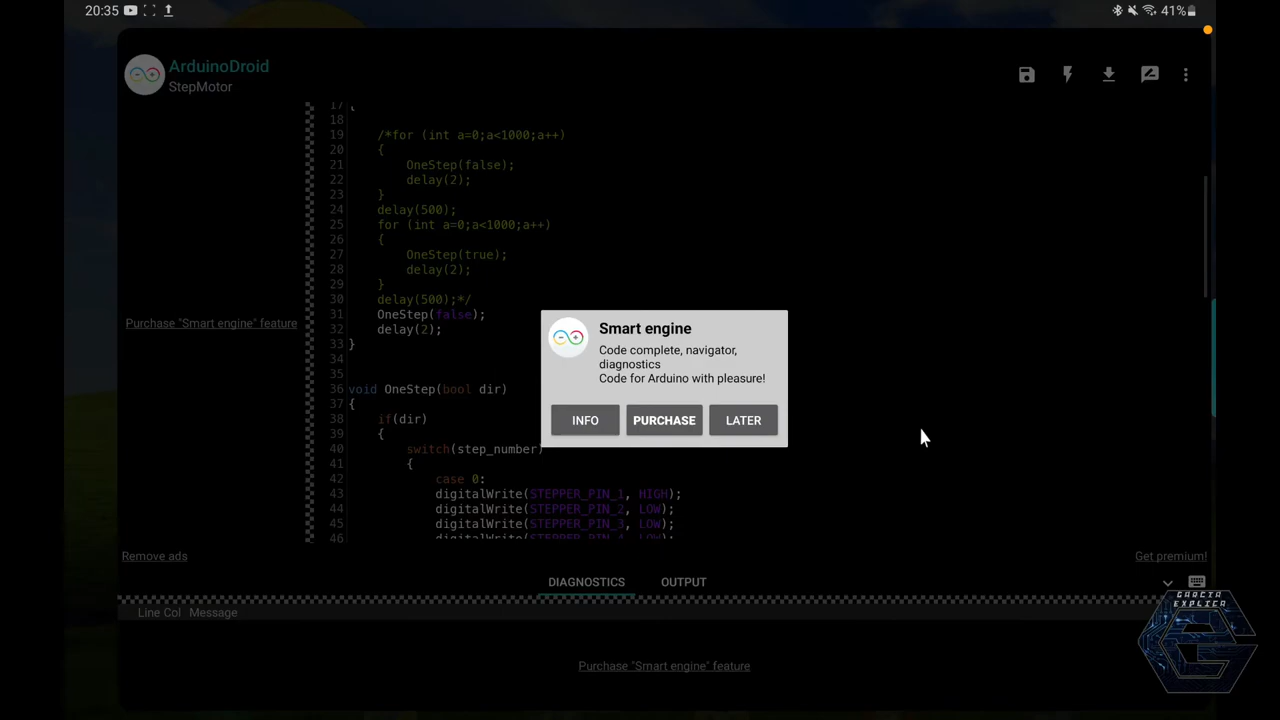 20:35
41%
ArduinoDroid
StepMotor
17 {
18
19 /*for (int a=0;a<1000;a++)
20 {
21 OneStep(false);
22 delay(2);
23 }
24 delay(500);
25 for (int a=0;a<1000;a++)
26 {
27 OneStep(true);
28 delay(2);
29 }
30 delay(500);*/
31 OneStep(false);
32 delay(2);
33 }
34
35
36 void OneStep(bool dir)
37 {
38 if(dir)
39 {
40 switch(step_number)
41 {
42 case 0:
43 digitalWrite(STEPPER_PIN_1, HIGH);
44 digitalWrite(STEPPER_PIN_2, LOW);
45 digitalWrite(STEPPER_PIN_3, LOW);
46 digitalWrite(STEPPER_PIN_4, LOW);
Purchase "Smart engine" feature
Smart engine
Code complete, navigator,
diagnostics
Code for Arduino with pleasure!
INFO PURCHASE LATER
Remove ads
Get premium!
DIAGNOSTICS OUTPUT
Line Col Message
Purchase "Smart engine" feature
GARCIA
EXPLICA